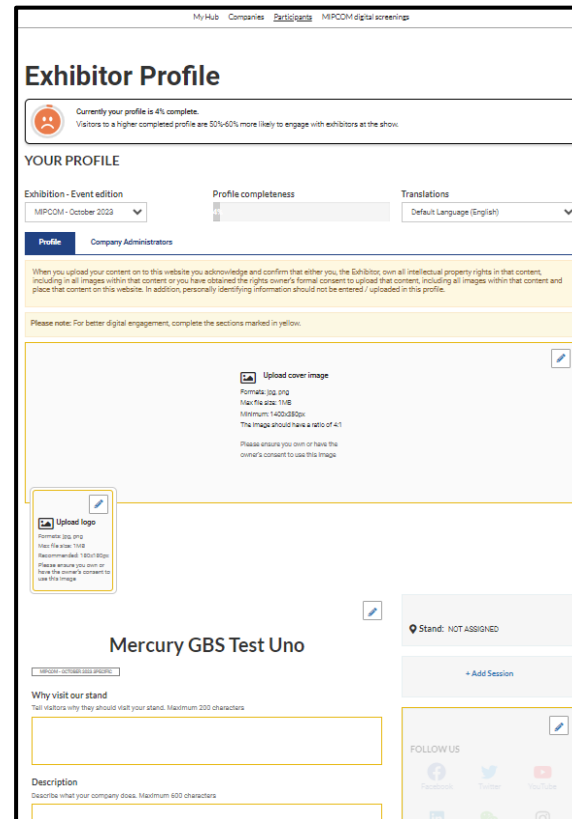 My Hub Companies Participants MIPCOM digital screenings
Exhibitor Profile
Currently your profile is 4% complete.
Visitors to a higher completed profile are 50%-60% more likely to engage with exhibitors at the show.
YOUR PROFILE
Exhibition - Event edition
Profile completeness
Translations
MIPCOM - October 2023
Default Language (English)
Profile
Company Administrators
When you upload your content on to this website you acknowledge and confirm that either you, the Exhibitor, own all intellectual property rights in that content,
including in all images within that content or you have obtained the rights owner's formal consent to upload that content, including all images within that content and
place that content on this website. In addition, personally identifying information should not be entered / uploaded in this profile.
Please note: For better digital engagement, complete the sections marked in yellow.
Upload cover image
Formats: jpg, png
Max file size: 1MB
Minimum: 1400x350px
The image should have a ratio of 4:1
Please ensure you own or have the
owner's consent to use this image
Upload logo
Formats: jpg, png
Max file size: 1MB
Recommended: 180x180px
Please ensure you own or
have the owner's consent to
use this image
Stand: NOT ASSIGNED
Mercury GBS Test Uno
MIPCOM - OCTOBER 2023 SPECIFIC
+ Add Session
Why visit our stand
Tell visitors why they should visit your stand. Maximum 200 characters
FOLLOW US
Facebook Twitter YouTube
Description
Describe what your company does. Maximum 600 characters